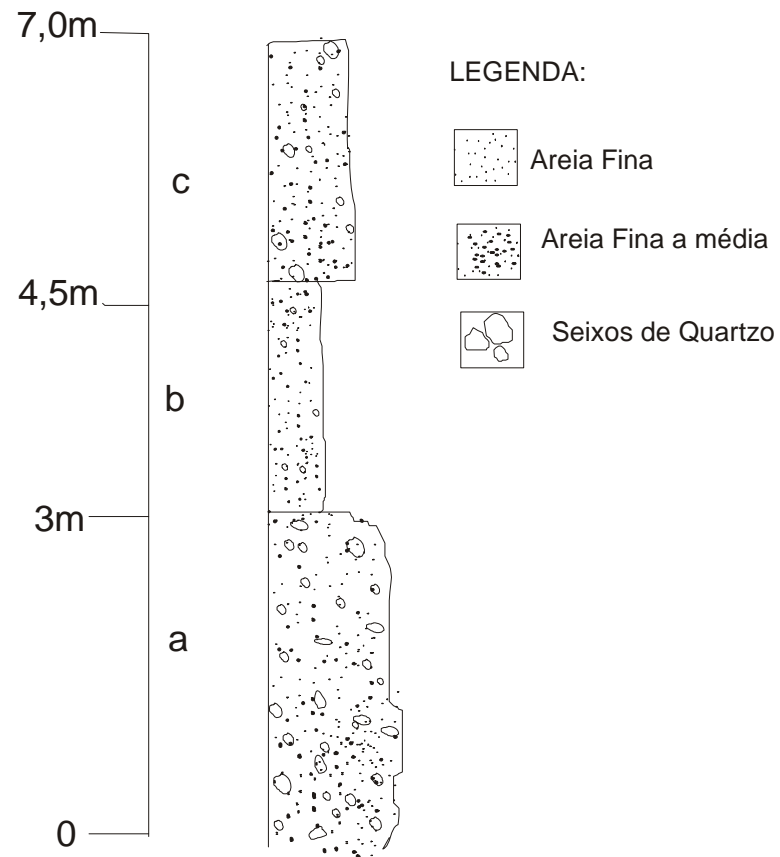 7,0m
c
4,5m
b
3m
a
0
LEGENDA:
Areia Fina
Areia Fina a média
Seixos de Quartzo